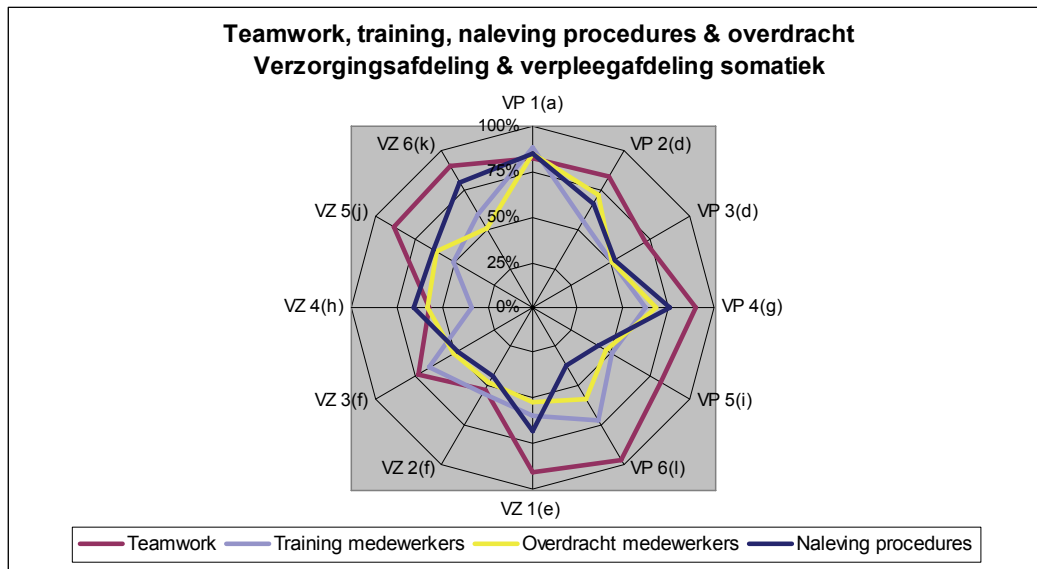 Teamwork, training, naleving procedures & overdracht
Verzorgingsafdeling & verpleegafdeling somatiek
VP 1(a)
100%
VZ 6(k)
VP 2(d)
75%
VZ 5(j)
VP 3(d)
50%
25%
VZ 4(h)
0%
VP 4(g)
VZ 3(f)
VP 5(i)
VZ 2(f)
VP 6(l)
VZ 1(e)
Teamwork
Training medewerkers
Overdracht medewerkers
Naleving procedures